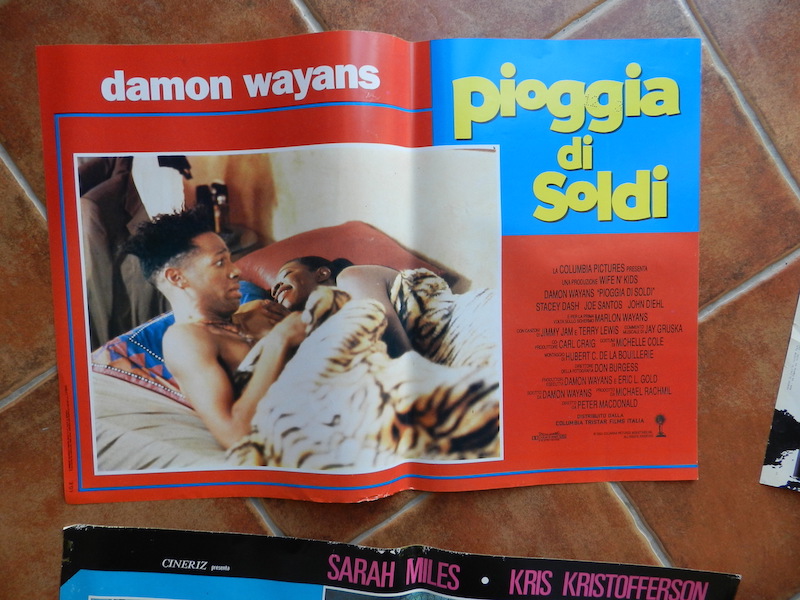 damon wayans
pioggia
di
soldi
LA COLUMBIA PICTURES PRESENTA
UNA PRODUZIONE WIFE N' KIDS
DAMON WAYANS "PIOGGIA DI SOLDI"
STACEY DASH JOE SANTOS JOHN DIEHL
MARLON WAYANS
JIMMY JAM & TERRY LEWIS JAY GRUSKA
CARL CRAIG MICHELLE COLE
HUBERT C. DE LA BOUILLERIE
DON BURGESS
DAMON WAYANS & ERIC L. GOLD
DAMON WAYANS MICHAEL RACHMIL
PETER MACDONALD
DISTRIBUITO DALLA
COLUMBIA TRISTAR FILMS ITALIA
CINERIZ presenta
SARAH MILES • KRIS KRISTOFFERSON